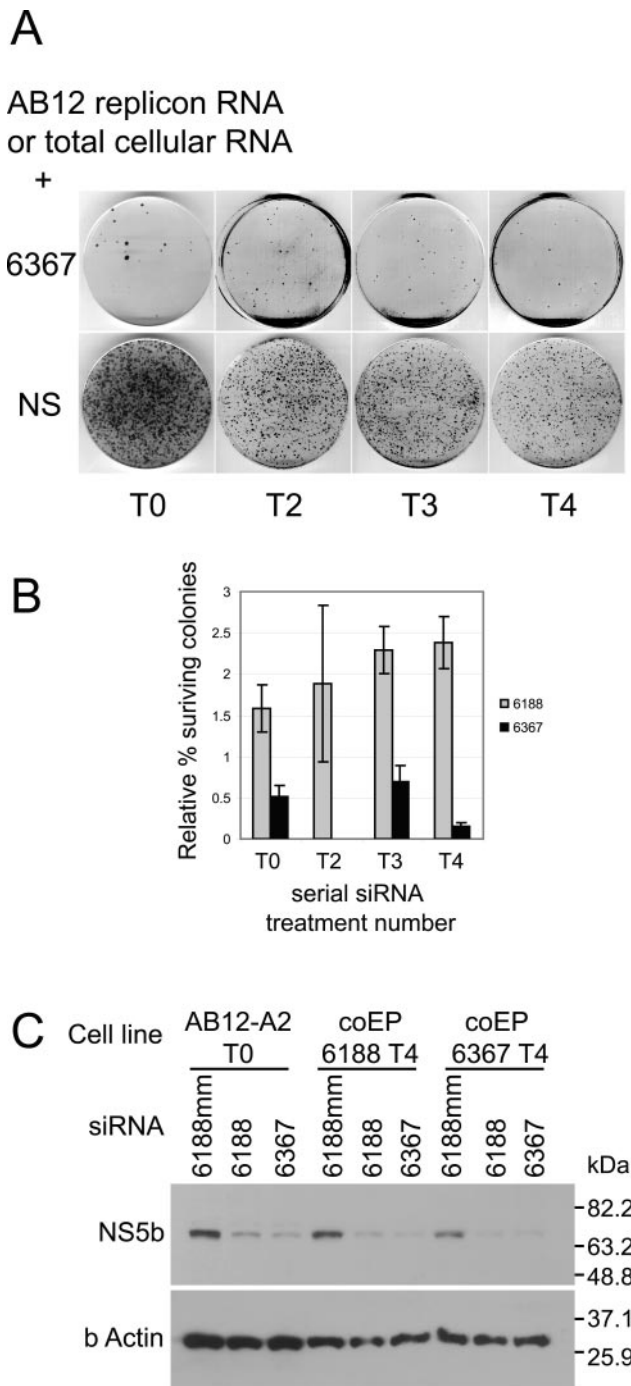 A
AB12 replicon RNA
or total cellular RNA
+
6367
NS
T0 T2 T3 T4
B
Relative % suriving colonies
3
2.5
2
1.5
1
0.5
0
T0 T2 T3 T4
serial siRNA
treatment number
6188
6367
C
Cell line
AB12-A2
T0
coEP
6188 T4
coEP
6367 T4
siRNA
6188mm 6188 6367 6188mm 6188 6367 6188mm 6188 6367
kDa
NS5b
82.2
63.2
48.8
b Actin
37.1
25.9